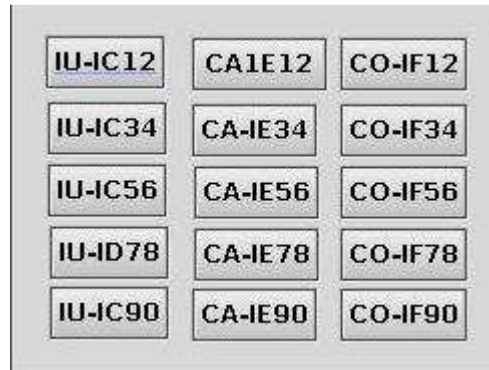 IU-IC12 CA1E12 CO-IF12
IU-IC34 CA-IE34 CO-IF34
IU-IC56 CA-IE56 CO-IF56
IU-ID78 CA-IE78 CO-IF78
IU-IC90 CA-IE90 CO-IF90